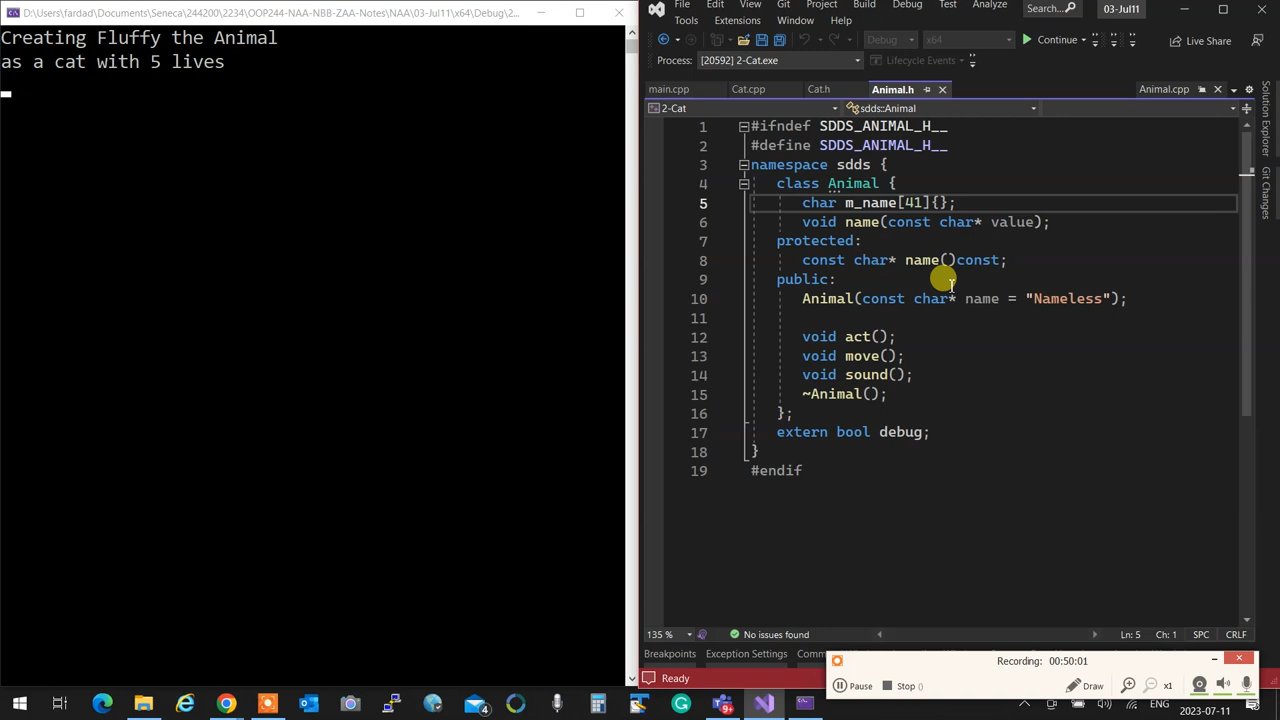 D:\Users\fardad\Documents\Seneca\244200\2234\OOP244-NAA-NBB-ZAA-Notes\NAA\03-Jul11\x64\Debug\2...
Creating Fluffy the Animal
as a cat with 5 lives
File Edit View Git Project Build Debug Test Analyze Search... 03-Jul11
Tools Extensions Window Help
Debug x64 Continue Live Share
Process: [20592] 2-Cat.exe Lifecycle Events
main.cpp Cat.cpp Cat.h Animal.h Animal.cpp
2-Cat sdds::Animal
Solution Explorer
Git Changes
1 #ifndef SDDS_ANIMAL_H__
2 #define SDDS_ANIMAL_H__
3 namespace sdds {
4 class Animal {
5 char m_name[41]{};
6 void name(const char* value);
7 protected:
8 const char* name()const;
9 public:
10 Animal(const char* name = "Nameless");
11
12 void act();
13 void move();
14 void sound();
15 ~Animal();
16 };
17 extern bool debug;
18 }
19 #endif
135 % No issues found Ln: 5 Ch: 1 SPC CRLF
Breakpoints Exception Settings
Ready
Recording: 00:50:01
Pause Stop () Draw x1
ENG 2023-07-11